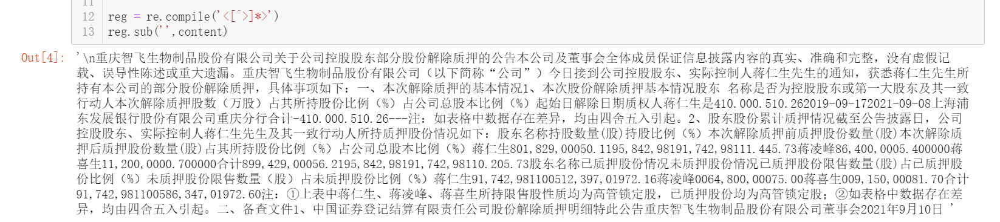 11
12 reg = re.compile('<[^>]*>')
13 reg.sub('',content)
Out[4]: '\n重庆智飞生物制品股份有限公司关于公司控股股东部分股份解除质押的公告本公司及董事会全体成员保证信息披露内容的真实、准确和完整，没有虚假记
载、误导性陈述或重大遗漏。重庆智飞生物制品股份有限公司（以下简称“公司”）今日接到公司控股股东、实际控制人蒋仁生先生的通知，获悉蒋仁生先生所
持有本公司的部分股份解除质押，具体事项如下：一、本次解除质押的基本情况1、本次股份解除质押基本情况股东 名称是否为控股股东或第一大股东及其一致
行动人本次解除质押股数（万股）占其所持股份比例（%）占公司总股本比例（%）起始日解除日期质权人蒋仁生是410.000.510.262019-09-172021-09-08上海浦
东发展银行股份有限公司重庆分行合计-410.000.510.26---注：如表格中数据存在差异，均由四舍五入引起。2、股东股份累计质押情况截至公告披露日，公司
控股股东、实际控制人蒋仁生先生及其一致行动人所持质押股份情况如下：股东名称持股数量(股)持股比例（%）本次解除质押前质押股份数量(股)本次解除质
押后质押股份数量(股)占其所持股份比例（%）占公司总股本比例（%）蒋仁生801,829,00050.1195,842,98191,742,98111.445.73蒋凌峰86,400,0005.400000蒋
喜生11,200,0000.700000合计899,429,00056.2195,842,98191,742,98110.205.73股东名称已质押股份情况未质押股份情况已质押股份限售数量(股)占已质押股
份比例（%）未质押股份限售数量（股）占未质押股份比例（%）蒋仁生91,742,981100512,397,01972.16蒋凌峰0064,800,00075.00蒋喜生009,150,00081.70合计
91,742,981100586,347,01972.60注：①上表中蒋仁生、蒋凌峰、蒋喜生所持限售股性质均为高管锁定股，已质押股份均为高管锁定股；②如表格中数据存在差
异，均由四舍五入引起。二、备查文件1、中国证券登记结算有限责任公司股份解除质押明细特此公告重庆智飞生物制品股份有限公司董事会2021年9月10日 '